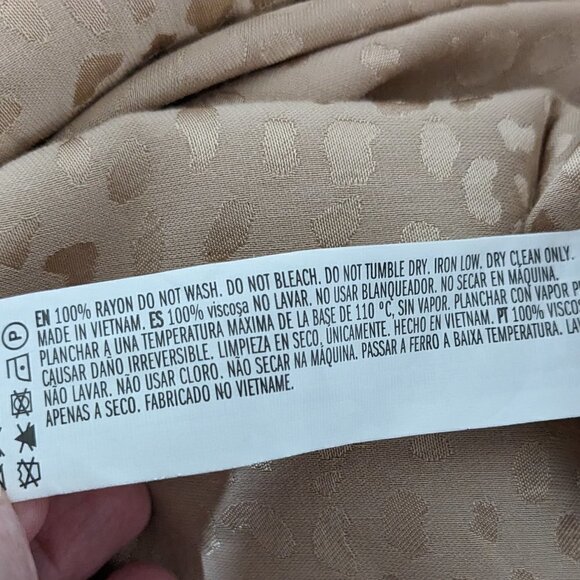 EN 100% RAYON DO NOT WASH. DO NOT BLEACH. DO NOT TUMBLE DRY. IRON LOW, DRY CLEAN ONLY.
MADE IN VIETNAM. ES 100% viscosa NO LAVAR. NO USAR BLANQUEADOR. NO SECAR EN MÁQUINA.
PLANCHAR A UNA TEMPERATURA MÁXIMA DE LA BASE DE 110 °C, SIN VAPOR. PLANCHAR CON VAPOR
CAUSAR DAÑO IRREVERSIBLE. LIMPIEZA EN SECO, ÚNICAMENTE. HECHO EN VIETNAM. PT 100%
NÃO LAVAR. NÃO USAR CLORO. NÃO SECAR NA MÁQUINA. PASSAR A FERRO A BAIXA TEMPERATURA.
APENAS A SECO. FABRICADO NO VIETNAME.
P